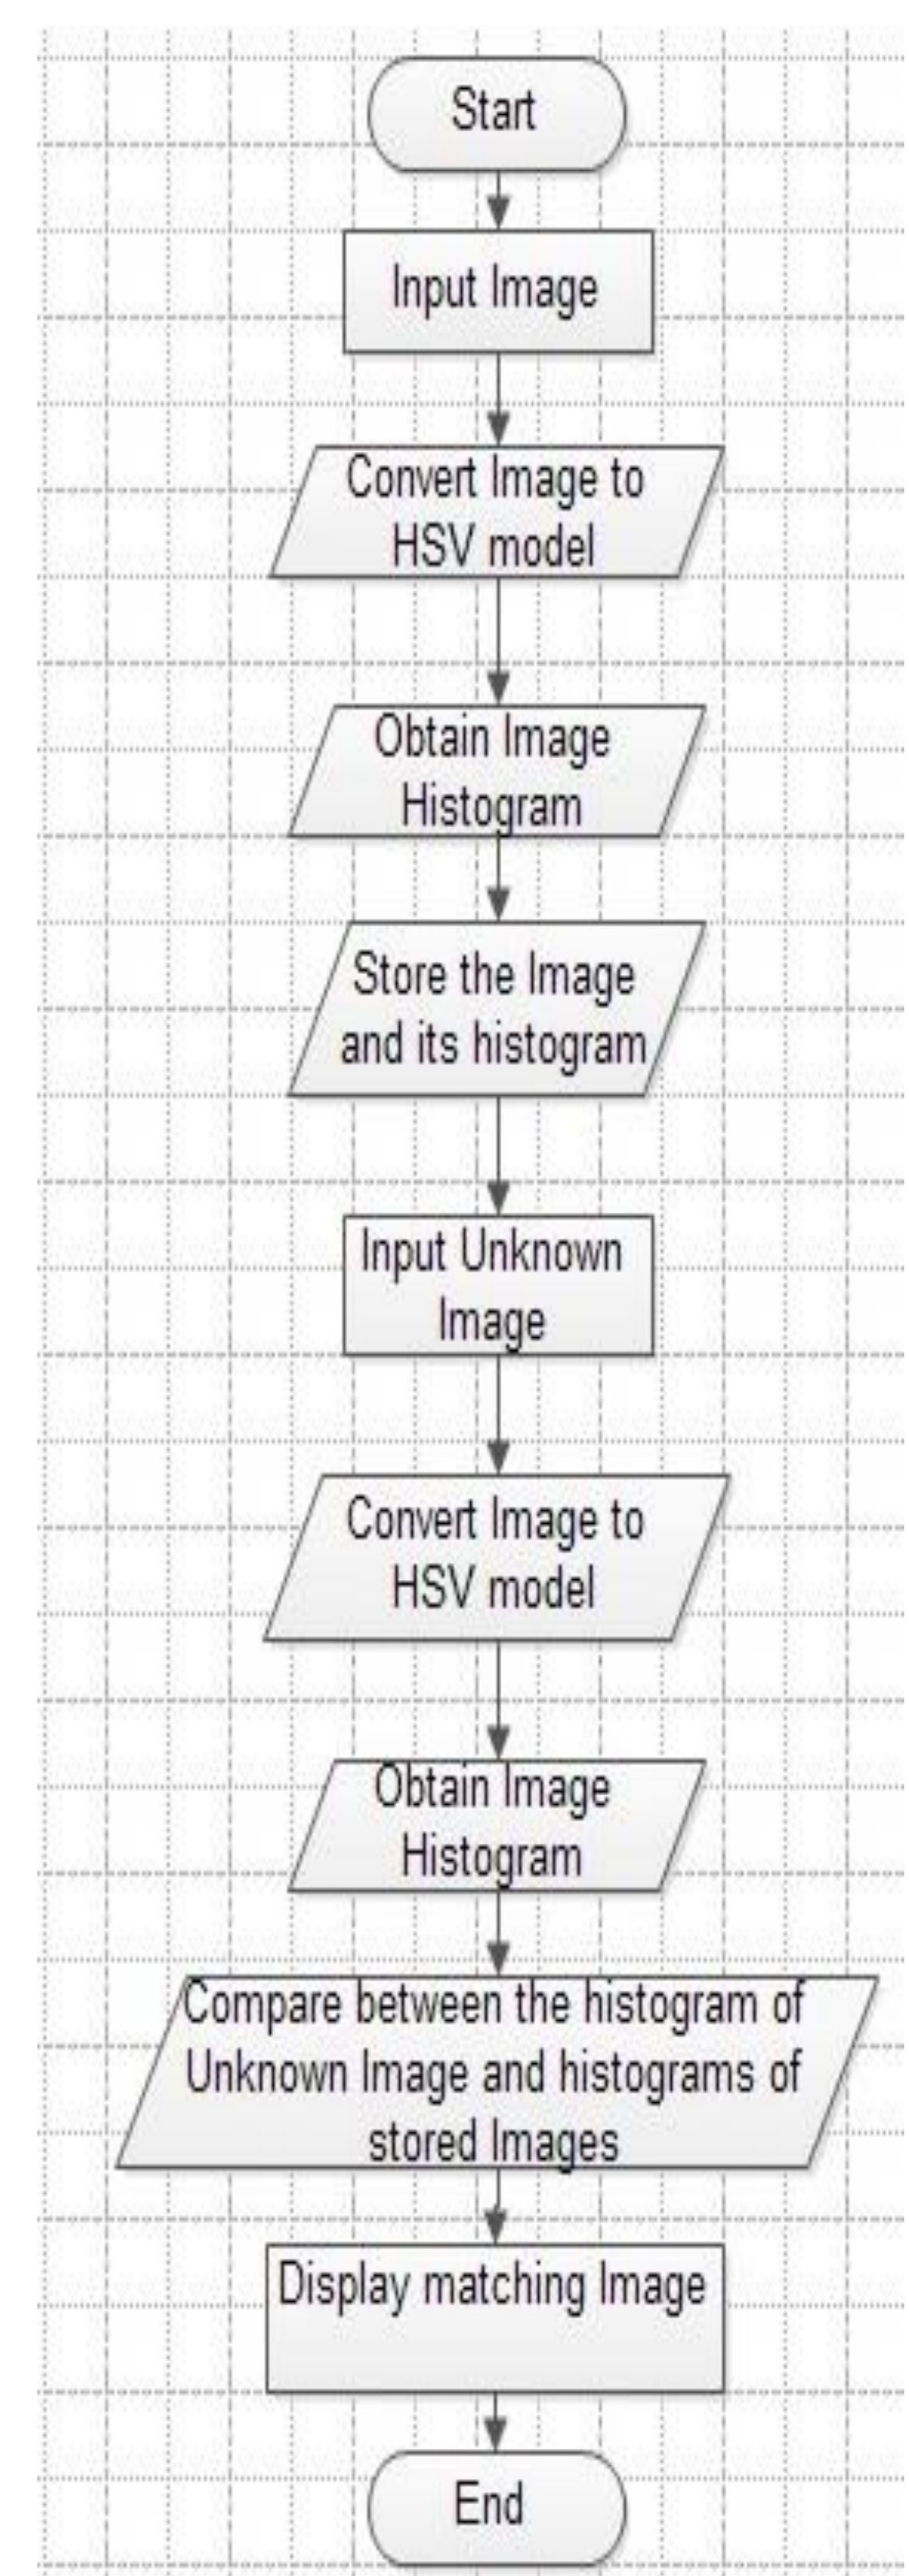 Start
Input Image
Convert Image to
HSV model
Obtain Image
Histogram
Store the Image
and its histogram
Input Unknown
Image
Convert Image to
HSV model
Obtain Image
Histogram
Compare between the histogram of
Unknown Image and histograms of
stored Images
Display matching Image
End